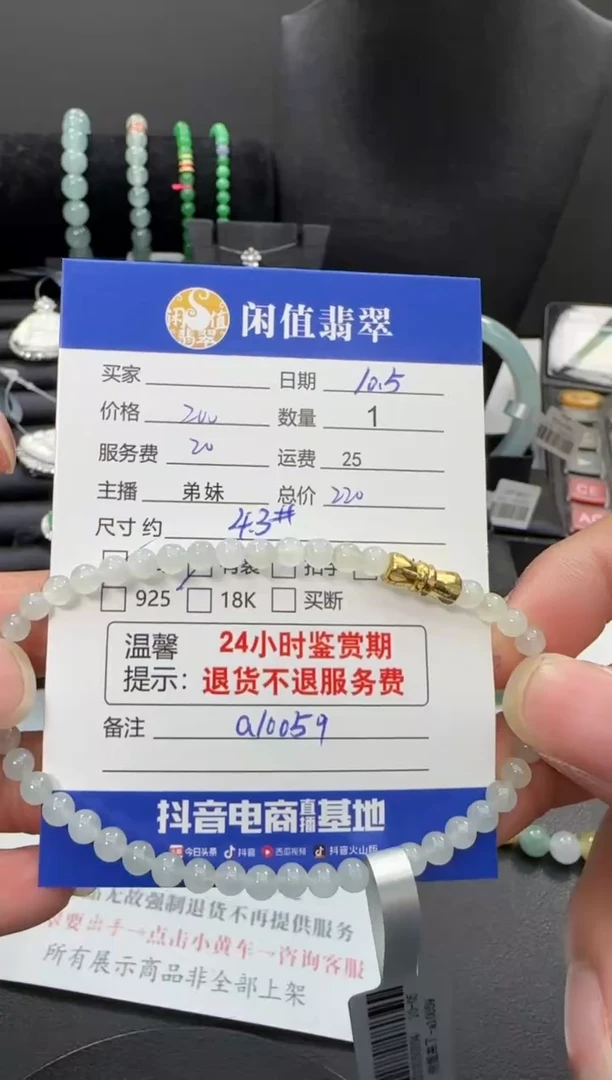 闲值翡翠
闲值翡翠
买家 日期 10.5
价格 200 数量 1
服务费 20 运费 25
主播 弟妹 总价 220
尺寸约 4.3#
925 18K 买断
温馨提示： 24小时鉴赏期
退货不退服务费
备注 a10059
抖音电商直播基地
今日头条 抖音 西瓜视频 抖音火山版
无故强制退货不再提供服务
要出手→点击小黄车→咨询客服
所有展示商品非全部上架